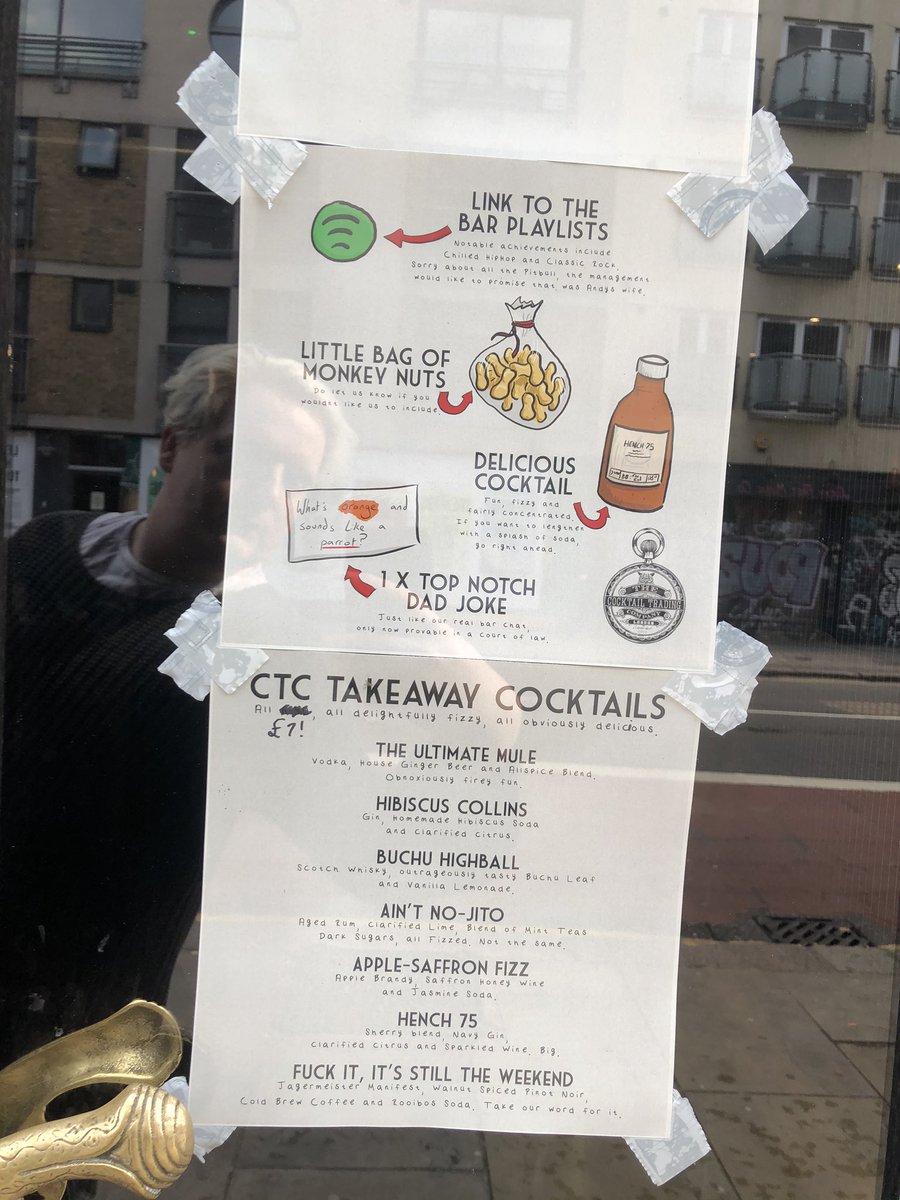 LINK TO THE
BAR PLAYLISTS
Notable achievements include
Chilled HipHop and Classic Rock.
Sorry about all the Pitbull, the management
would like to promise that was Andys wife.
LITTLE BAG OF
MONKEY NUTS
Do let us know if you
wouldnt like us to include.
HENCH 75
DELICIOUS
COCKTAIL
Fun, fizzy and
fairly concentrated.
If you want to lengthen
with a splash of soda,
go right ahead.
What's orange and
sounds like a
parrot?
1 X TOP NOTCH
DAD JOKE
Just like our real bar chat,
only now provable in a court of law.
THE
COCKTAIL TRADING
COMPANY
LONDON
CTC TAKEAWAY COCKTAILS
All , all delightfully fizzy, all obviously delicious.
£7!
THE ULTIMATE MULE
Vodka, House Ginger Beer and Allspice Blend.
Obnoxiously firey fun.
HIBISCUS COLLINS
Gin, Homemade Hibiscus Soda
and Clarified Citrus.
BUCHU HIGHBALL
Scotch Whisky, outrageously tasty Buchu Leaf
and Vanilla Lemonade.
AIN'T NO-JITO
Aged Rum, Clarified Lime, Blend of Mint Teas
Dark Sugars, all Fizzed. Not the same.
APPLE-SAFFRON FIZZ
Apple Brandy, Saffron Honey Wine
and Jasmine Soda.
HENCH 75
Sherry blend, Navy Gin,
Clarified Citrus and Sparkled Wine. Big.
FUCK IT, IT'S STILL THE WEEKEND
Jagermeister Manifest, Walnut Spiced Pinot Noir,
Cold Brew Coffee and Rooibos Soda. Take our word for it.